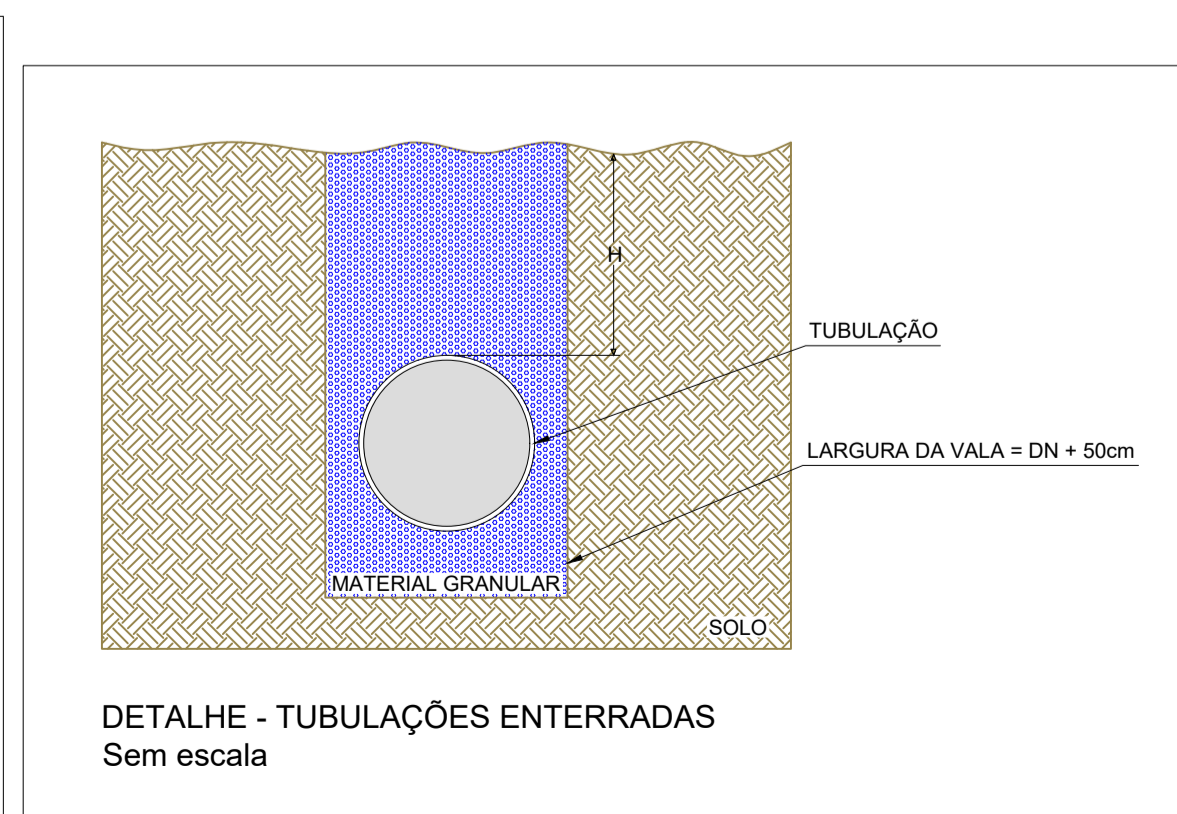 H
TUBULAÇÃO
LARGURA DA VALA = DN + 50cm
MATERIAL GRANULAR
SOLO
DETALHE - TUBULAÇÕES ENTERRADAS
Sem escala